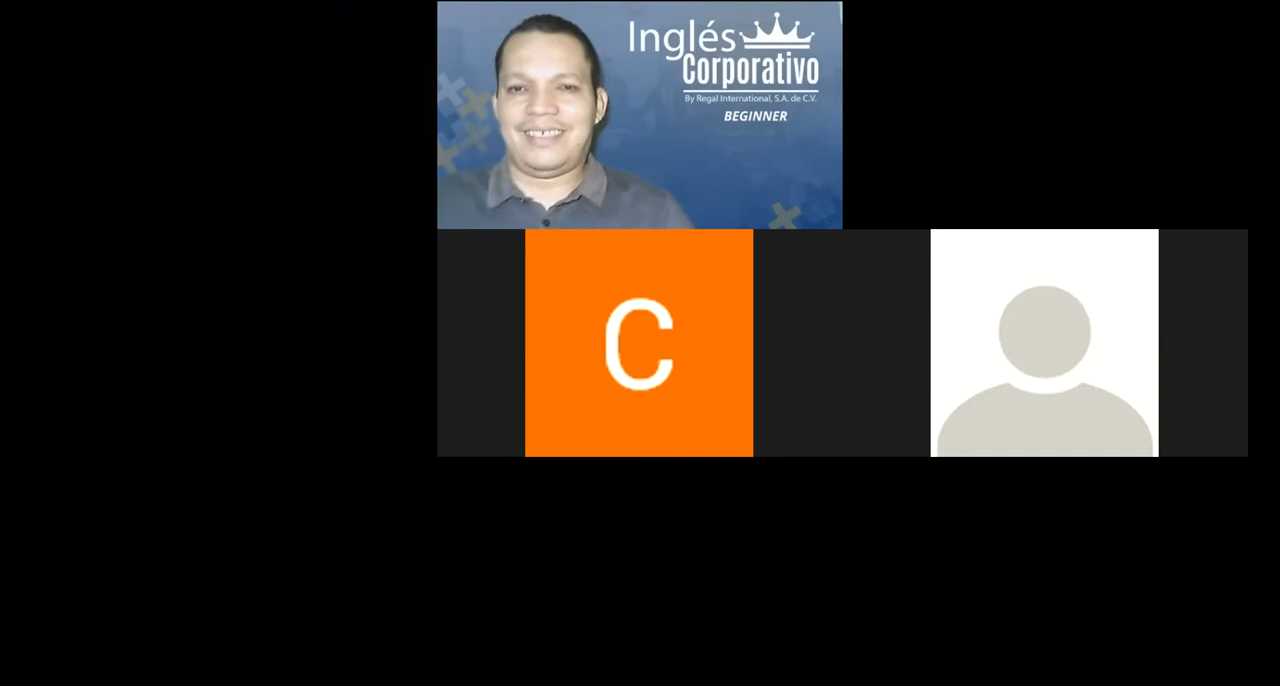 Inglés
Corporativo
By Regal International, S.A. de C.V.
BEGINNER
C